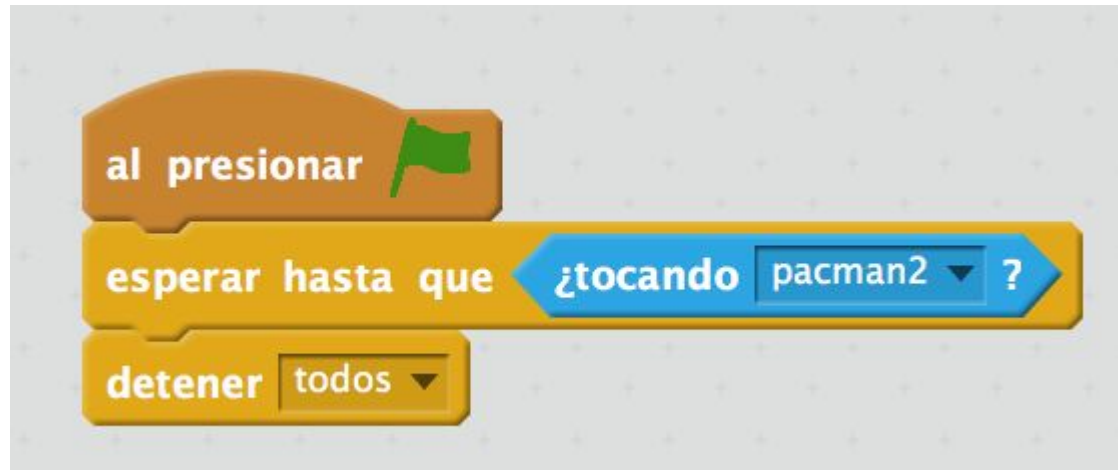 al presionar
esperar hasta que ¿tocando pacman2 ?
detener todos